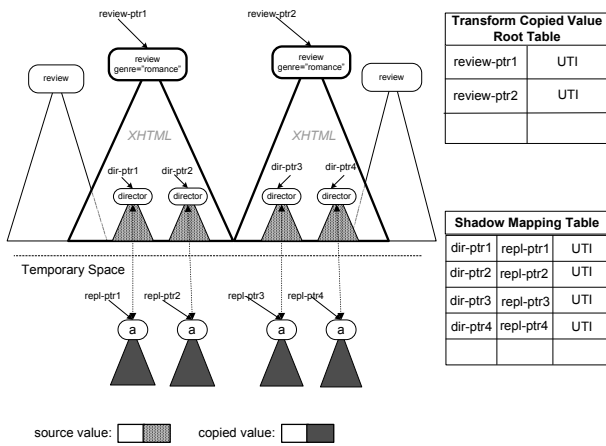 review-ptr1
review-ptr2
review
genre="romance"
review
genre="romance"
review
review
XHTML
XHTML
dir-ptr1
dir-ptr2
dir-ptr3
dir-ptr4
director
director
director
director
Temporary Space
repl-ptr1
repl-ptr2
repl-ptr3
repl-ptr4
a
a
a
a
source value:
copied value:
Transform Copied Value
Root Table
review-ptr1 UTI
review-ptr2 UTI
Shadow Mapping Table
dir-ptr1 repl-ptr1 UTI
dir-ptr2 repl-ptr2 UTI
dir-ptr3 repl-ptr3 UTI
dir-ptr4 repl-ptr4 UTI